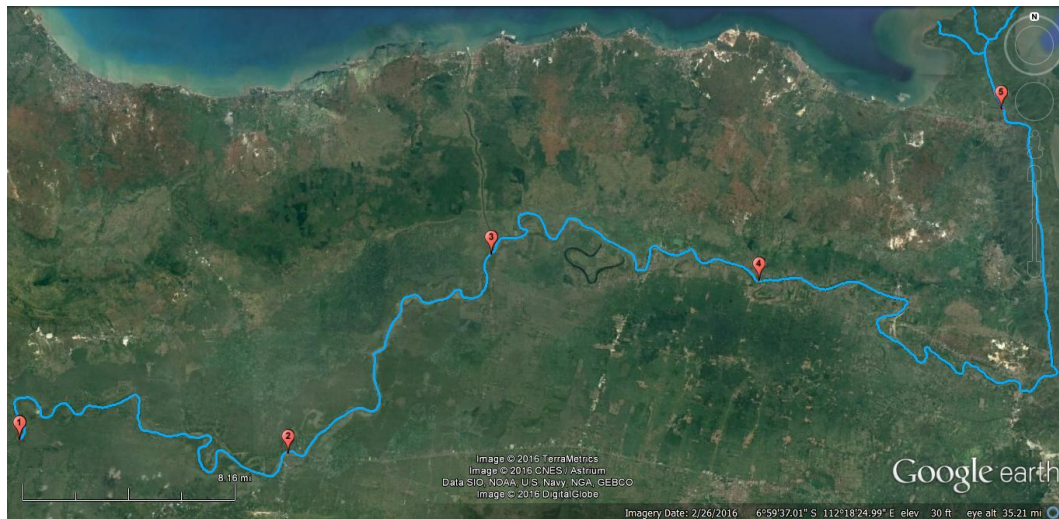 N
5
3
4
1
2
8.16 mi
Image © 2016 TerraMetrics
Image © 2016 CNES / Astrium
Data SIO, NOAA, U.S. Navy, NGA, GEBCO
Image © 2016 DigitalGlobe
Google earth
Imagery Date: 2/26/2016 6°59'37.01" S 112°18'24.99" E elev 30 ft eye alt 35.21 mi